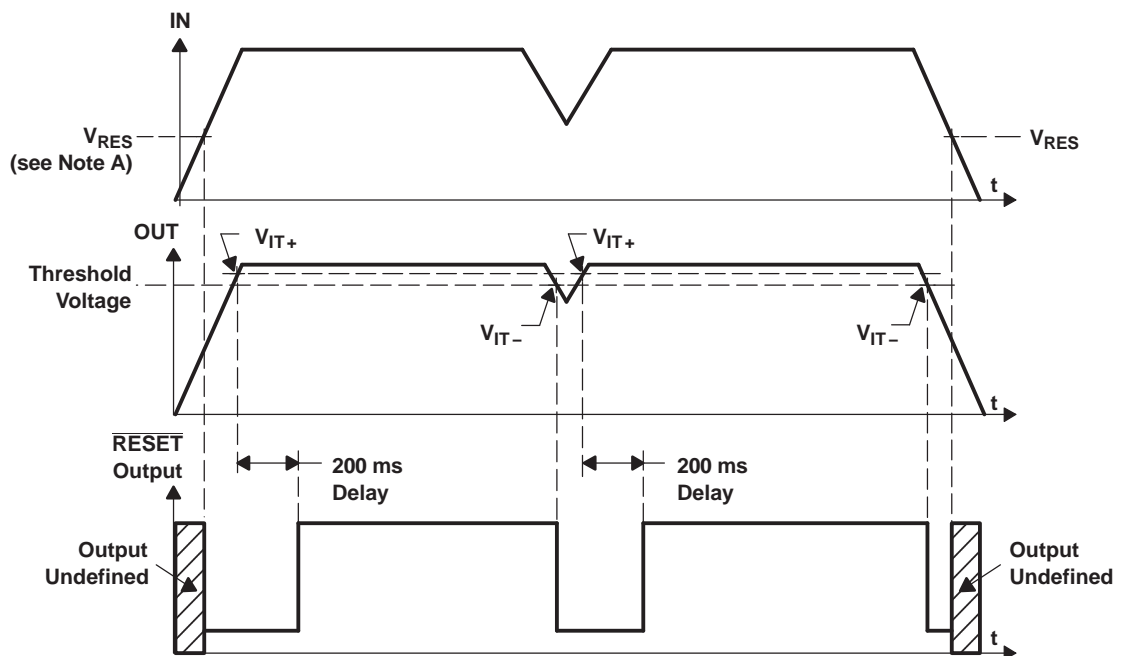 IN
VRES
(see Note A)
VRES
t
OUT
VIT+
VIT+
Threshold
Voltage
VIT−
VIT−
t
RESET
Output
200 ms
Delay
200 ms
Delay
Output
Undefined
Output
Undefined
t